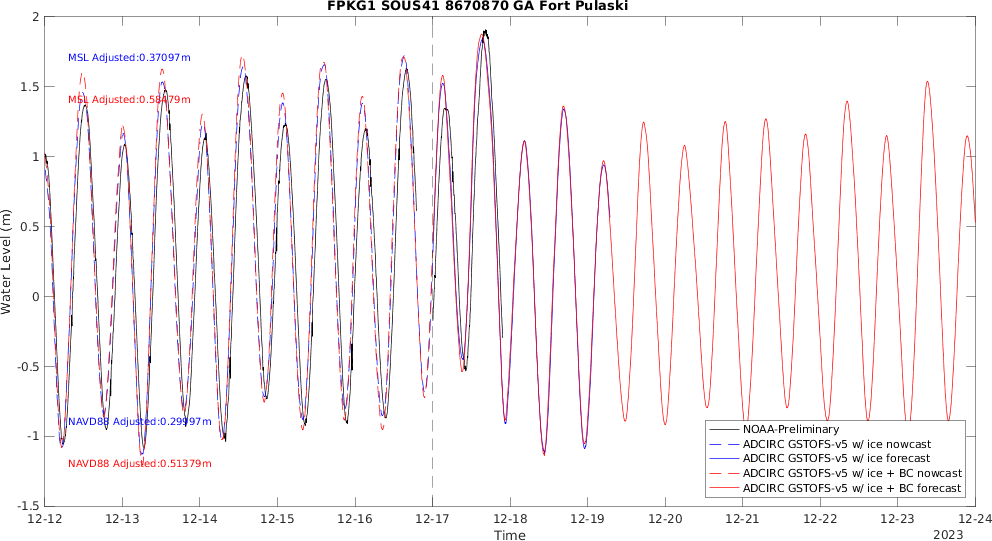 FPKG1 SOUS41 8670870 GA Fort Pulaski
2
1.5
1
0.5
0
-0.5
-1
-1.5
Water Level (m)
MSL Adjusted:0.37097m
MSL Adjusted:0.58479m
NAVD88 Adjusted:0.29997m
NAVD88 Adjusted:0.51379m
NOAA-Preliminary
ADCIRC GSTOFS-v5 w/ ice nowcast
ADCIRC GSTOFS-v5 w/ ice forecast
ADCIRC GSTOFS-v5 w/ ice + BC nowcast
ADCIRC GSTOFS-v5 w/ ice + BC forecast
12-12 12-13 12-14 12-15 12-16 12-17 12-18 12-19 12-20 12-21 12-22 12-23 12-24
Time
2023